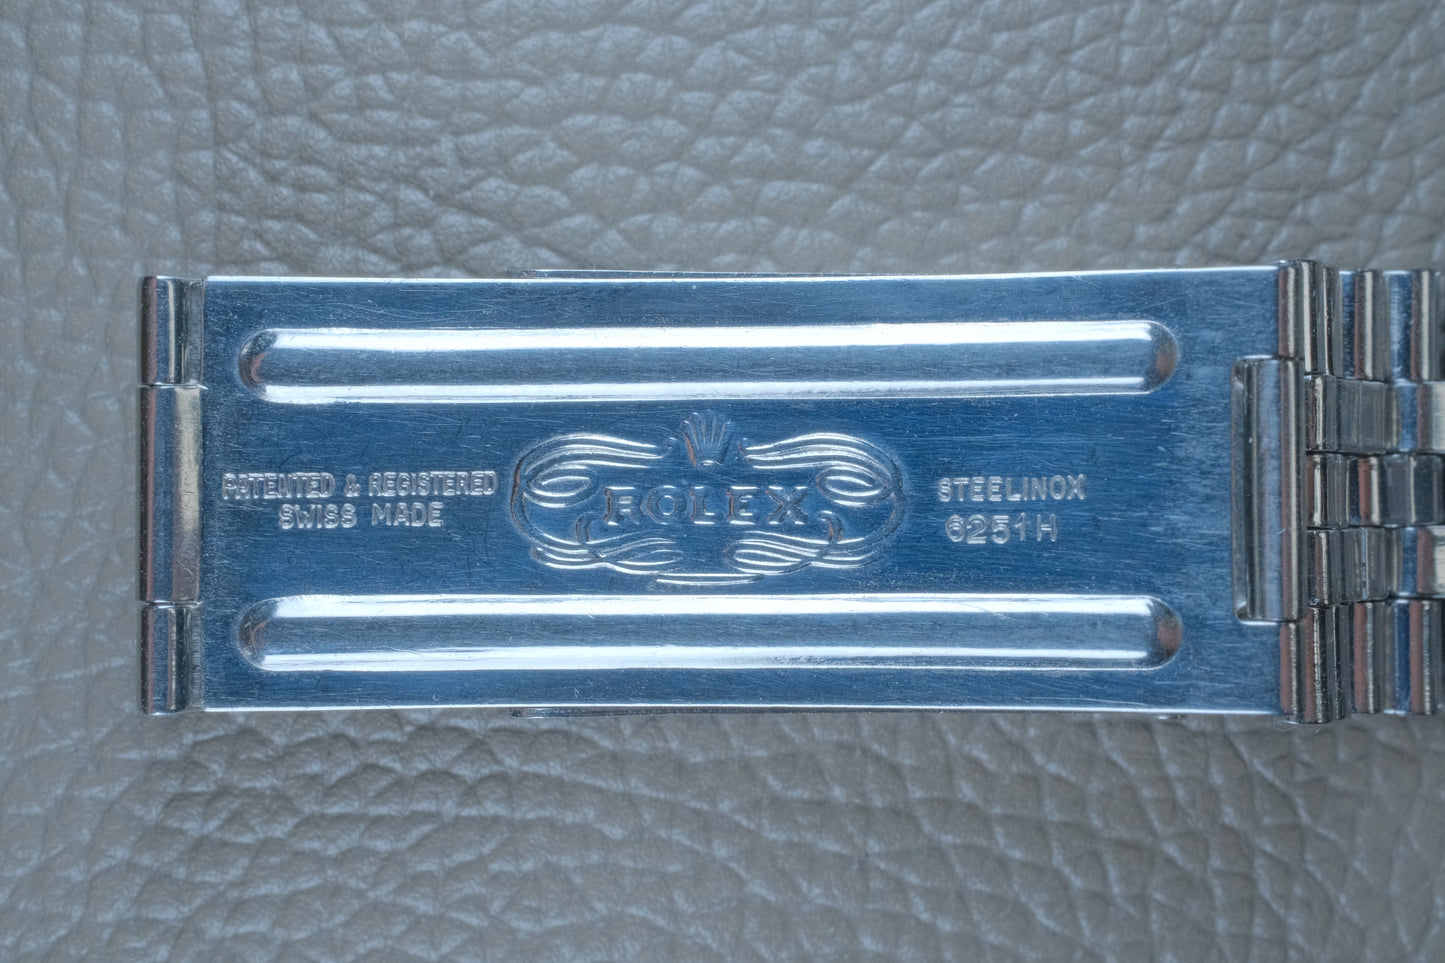 PATENTED & REGISTERED
SWISS MADE
ROLEX
STEELINOX
6251H